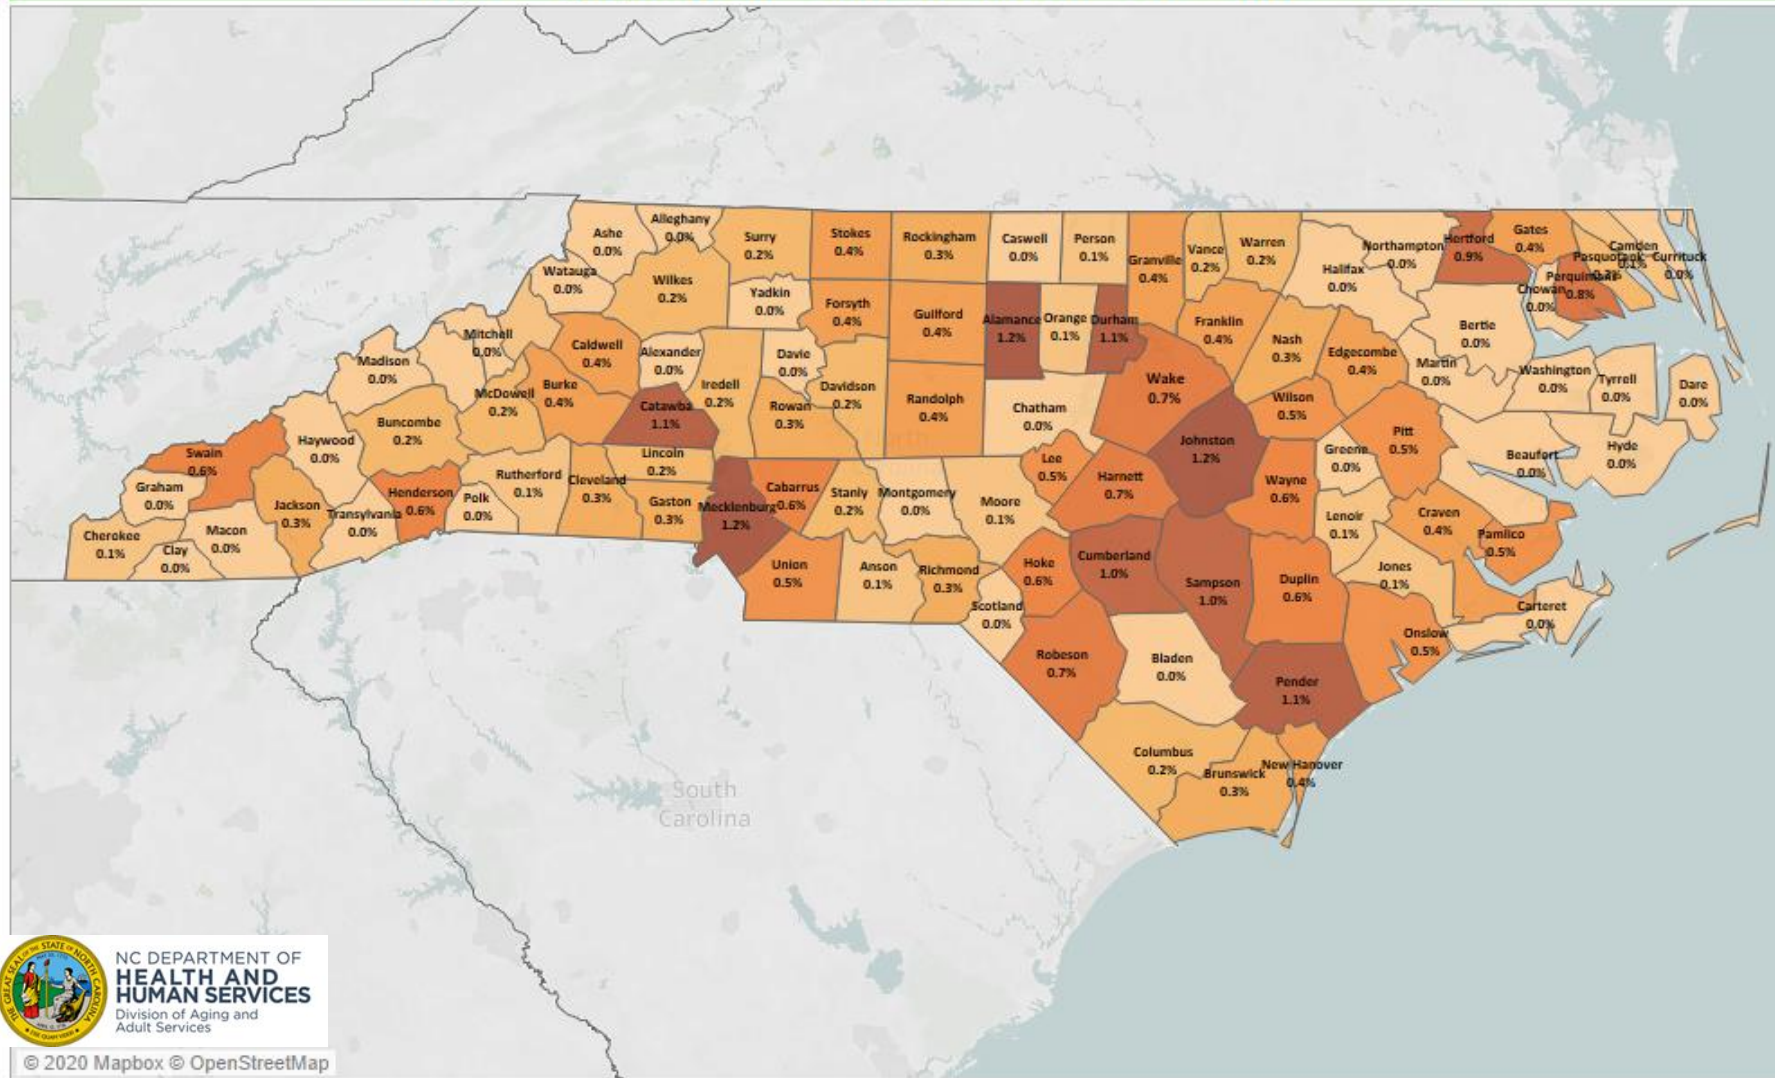 Ashe
0.0%
Alleghany
0.0%
Surry
0.2%
Stokes
0.4%
Rockingham
0.3%
Caswell
0.0%
Person
0.1%
Granville
0.4%
Vance
0.2%
Warren
0.2%
Northampton
0.0%
Hertford
0.9%
Gates
0.4%
Camden
0.1%
Pasquotank
Currituck
0.0%
Perquimans
0.8%
Chowan
0.0%
Halifax
0.0%
Bertie
0.0%
Watauga
0.0%
Wilkes
0.2%
Yadkin
0.0%
Forsyth
0.4%
Guilford
0.4%
Alamance
1.2%
Orange
0.1%
Durham
1.1%
Franklin
0.4%
Nash
0.3%
Edgecombe
0.4%
Martin
0.0%
Washington
0.0%
Tyrrell
0.0%
Dare
0.0%
Mitchell
0.0%
Madison
0.0%
Caldwell
0.4%
Alexander
0.0%
Davie
0.0%
Iredell
0.2%
Davidson
0.2%
Randolph
0.4%
Chatham
0.0%
Wake
0.7%
Wilson
0.5%
Pitt
0.5%
Beaufort
0.0%
Hyde
0.0%
McDowell
0.2%
Burke
0.4%
Catawba
1.1%
Rowan
0.3%
Buncombe
0.2%
Haywood
0.0%
Swain
0.6%
Graham
0.0%
Jackson
0.3%
Transylvania
0.0%
Henderson
0.6%
Polk
0.0%
Rutherford
0.1%
Cleveland
0.3%
Lincoln
0.2%
Gaston
0.3%
Mecklenburg
1.2%
Cabarrus
0.6%
Stanly
0.2%
Montgomery
0.0%
Moore
0.1%
Lee
0.5%
Harnett
0.7%
Johnston
1.2%
Wayne
0.6%
Greene
0.0%
Lenoir
0.1%
Craven
0.4%
Pamlico
0.5%
Cherokee
0.1%
Clay
0.0%
Macon
0.0%
Union
0.5%
Anson
0.1%
Richmond
0.3%
Hoke
0.6%
Cumberland
1.0%
Sampson
1.0%
Duplin
0.6%
Jones
0.1%
Carteret
0.0%
Onslow
0.5%
Scotland
0.0%
Robeson
0.7%
Bladen
0.0%
Pender
1.1%
Columbus
0.2%
Brunswick
0.3%
New Hanover
0.4%
South
Carolina
NC DEPARTMENT OF
HEALTH AND
HUMAN SERVICES
Division of Aging and
Adult Services
© 2020 Mapbox © OpenStreetMap